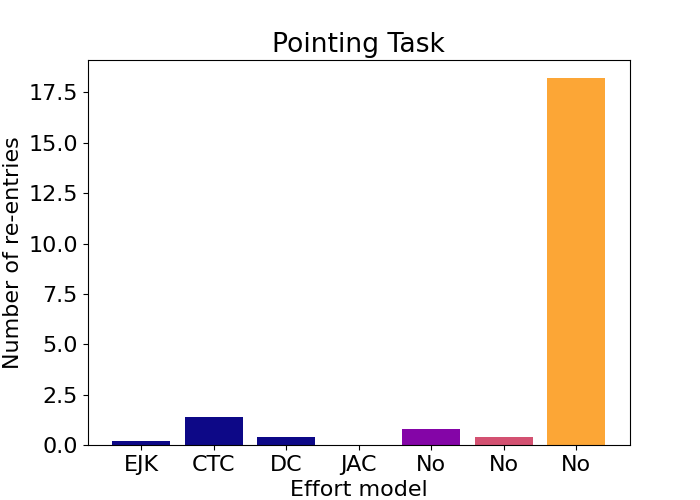 Pointing Task
Number of re-entries
17.5
15.0
12.5
10.0
7.5
5.0
2.5
0.0
EJK CTC DC JAC No No No
Effort model